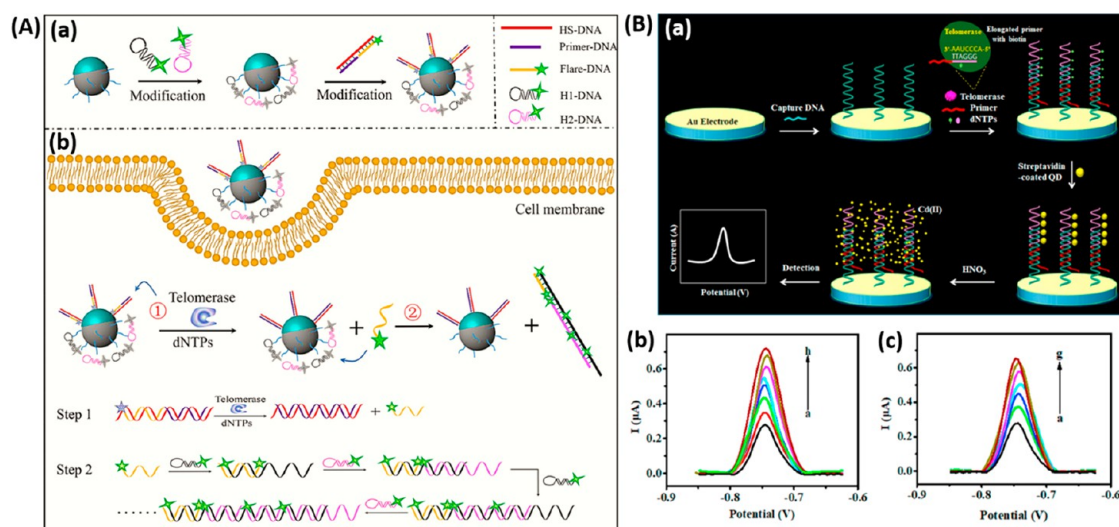 (A)
(a)
Modification
Modification
HS-DNA
Primer-DNA
Flare-DNA
H1-DNA
H2-DNA
(b)
Cell membrane
①
Telomerase
dNTPs
+
②
+
Step 1
Telomerase
dNTPs
+
Step 2
......
(B)
(a)
Telomerase
Elongated primer
with biotin
3'-AAUCCCA-5'
TTAGGG
Au Electrode
Capture DNA
Telomerase
Primer
dNTPs
Streptavidin
-coated QD
Cd(II)
HNO3
Detection
Current (A)
Potential (V)
(b)
h
a
I (μA)
0.6
0.4
0.2
0.0
-0.9
-0.8
-0.7
-0.6
Potential (V)
(c)
g
a
I (μA)
0.6
0.4
0.2
0.0
-0.9
-0.8
-0.7
-0.6
Potential (V)